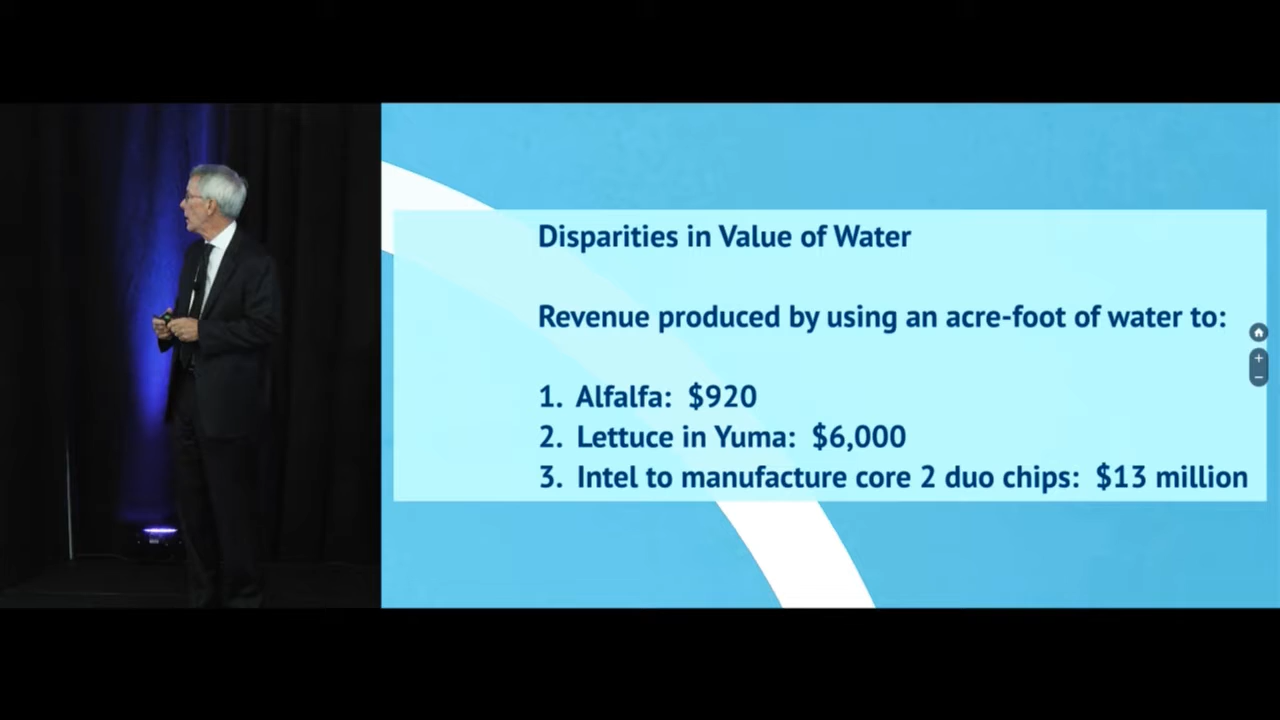 Disparities in Value of Water
Revenue produced by using an acre-foot of water to:
1. Alfalfa: $920
2. Lettuce in Yuma: $6,000
3. Intel to manufacture core 2 duo chips: $13 million